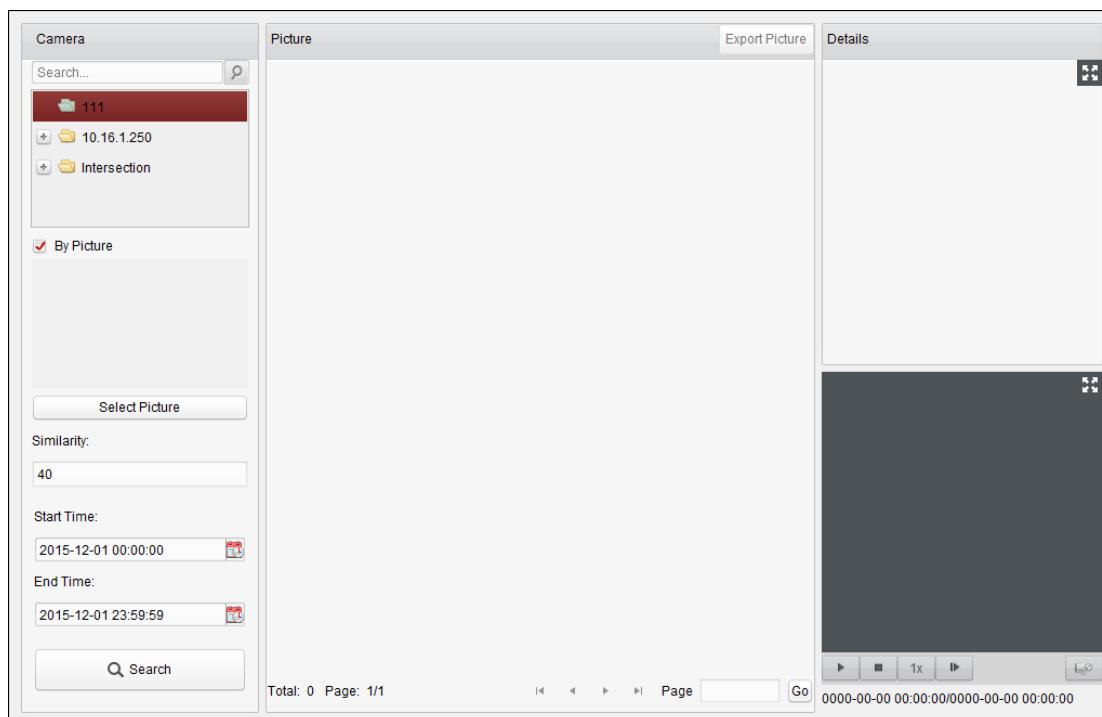 Camera
Search...
111
10.16.1.250
Intersection
By Picture
Select Picture
Similarity:
40
Start Time:
2015-12-01 00:00:00
End Time:
2015-12-01 23:59:59
Search
Picture
Export Picture
Total: 0 Page: 1/1
Page
Go
Details
1x
0000-00-00 00:00:00/0000-00-00 00:00:00